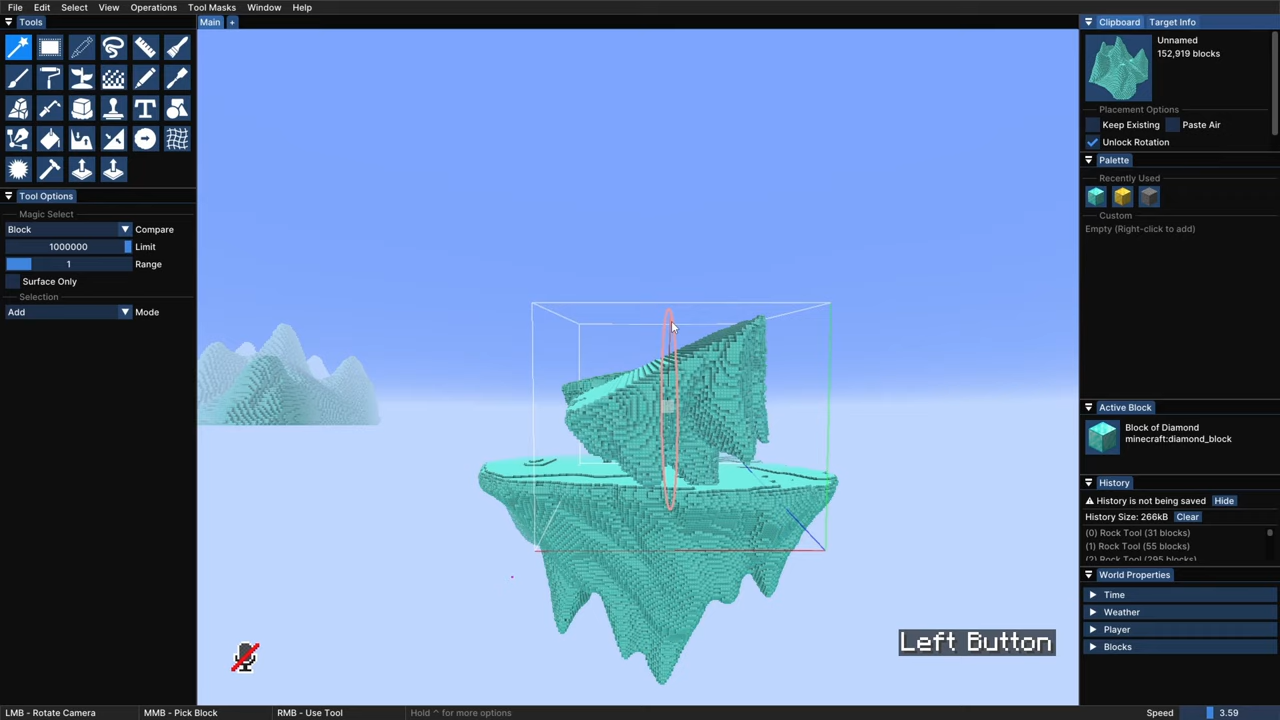 File Edit Select View Operations Tool Masks Window Help
Tools
Main +
Clipboard Target Info
Unnamed
152,919 blocks
Placement Options
Keep Existing Paste Air
Unlock Rotation
Palette
Recently Used
Custom
Empty (Right-click to add)
Tool Options
Magic Select
Block Compare
1000000 Limit
1 Range
Surface Only
Selection
Add Mode
Active Block
Block of Diamond
minecraft:diamond_block
History
History is not being saved Hide
History Size: 266kB Clear
(0) Rock Tool (31 blocks)
(1) Rock Tool (55 blocks)
(2) Rock Tool (295 blocks)
World Properties
Time
Weather
Player
Blocks
Left Button
LMB - Rotate Camera MMB - Pick Block RMB - Use Tool Hold ^ for more options Speed 3.59